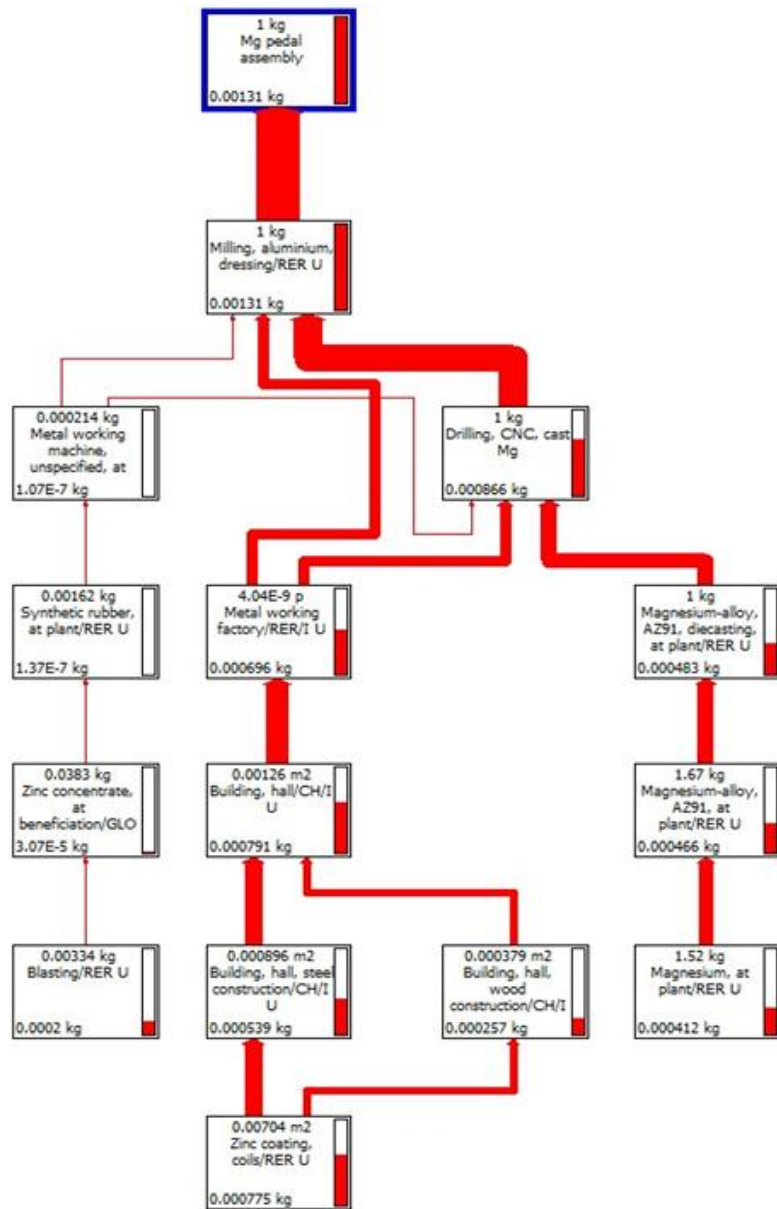 1 kg
Mg pedal
assembly
0.00131 kg
1 kg
Milling, aluminium,
dressing/RER U
0.00131 kg
0.000214 kg
Metal working
machine,
unspecified, at
1.07E-7 kg
1 kg
Drilling, CNC, cast
Mg
0.000866 kg
0.00162 kg
Synthetic rubber,
at plant/RER U
1.37E-7 kg
4.04E-9 p
Metal working
factory/RER/I U
0.000696 kg
1 kg
Magnesium-alloy,
AZ91, diecasting,
at plant/RER U
0.000483 kg
0.0383 kg
Zinc concentrate,
at
beneficiation/GLO
3.07E-5 kg
0.00126 m2
Building, hall/CH/I
U
0.000791 kg
1.67 kg
Magnesium-alloy,
AZ91, at
plant/RER U
0.000466 kg
0.00334 kg
Blasting/RER U
0.0002 kg
0.000896 m2
Building, hall, steel
construction/CH/I
U
0.000539 kg
0.000379 m2
Building, hall,
wood
construction/CH/I
0.000257 kg
1.52 kg
Magnesium, at
plant/RER U
0.000412 kg
0.00704 m2
Zinc coating,
coils/RER U
0.000775 kg